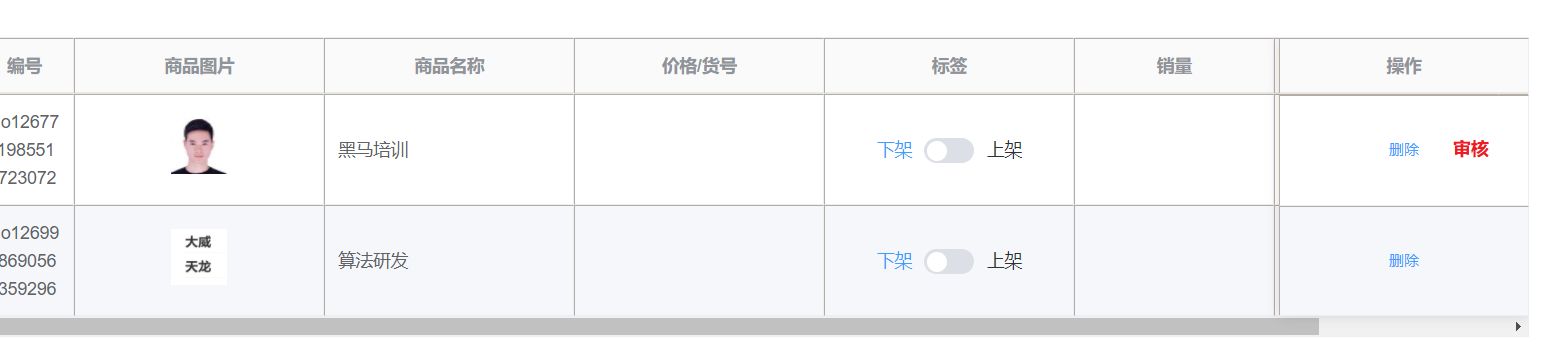 编号 商品图片 商品名称 价格/货号 标签 销量 操作
o12677
198551
723072
黑马培训
下架 上架
删除 审核
o12699
869056
359296
大威
天龙
算法研发
下架 上架
删除